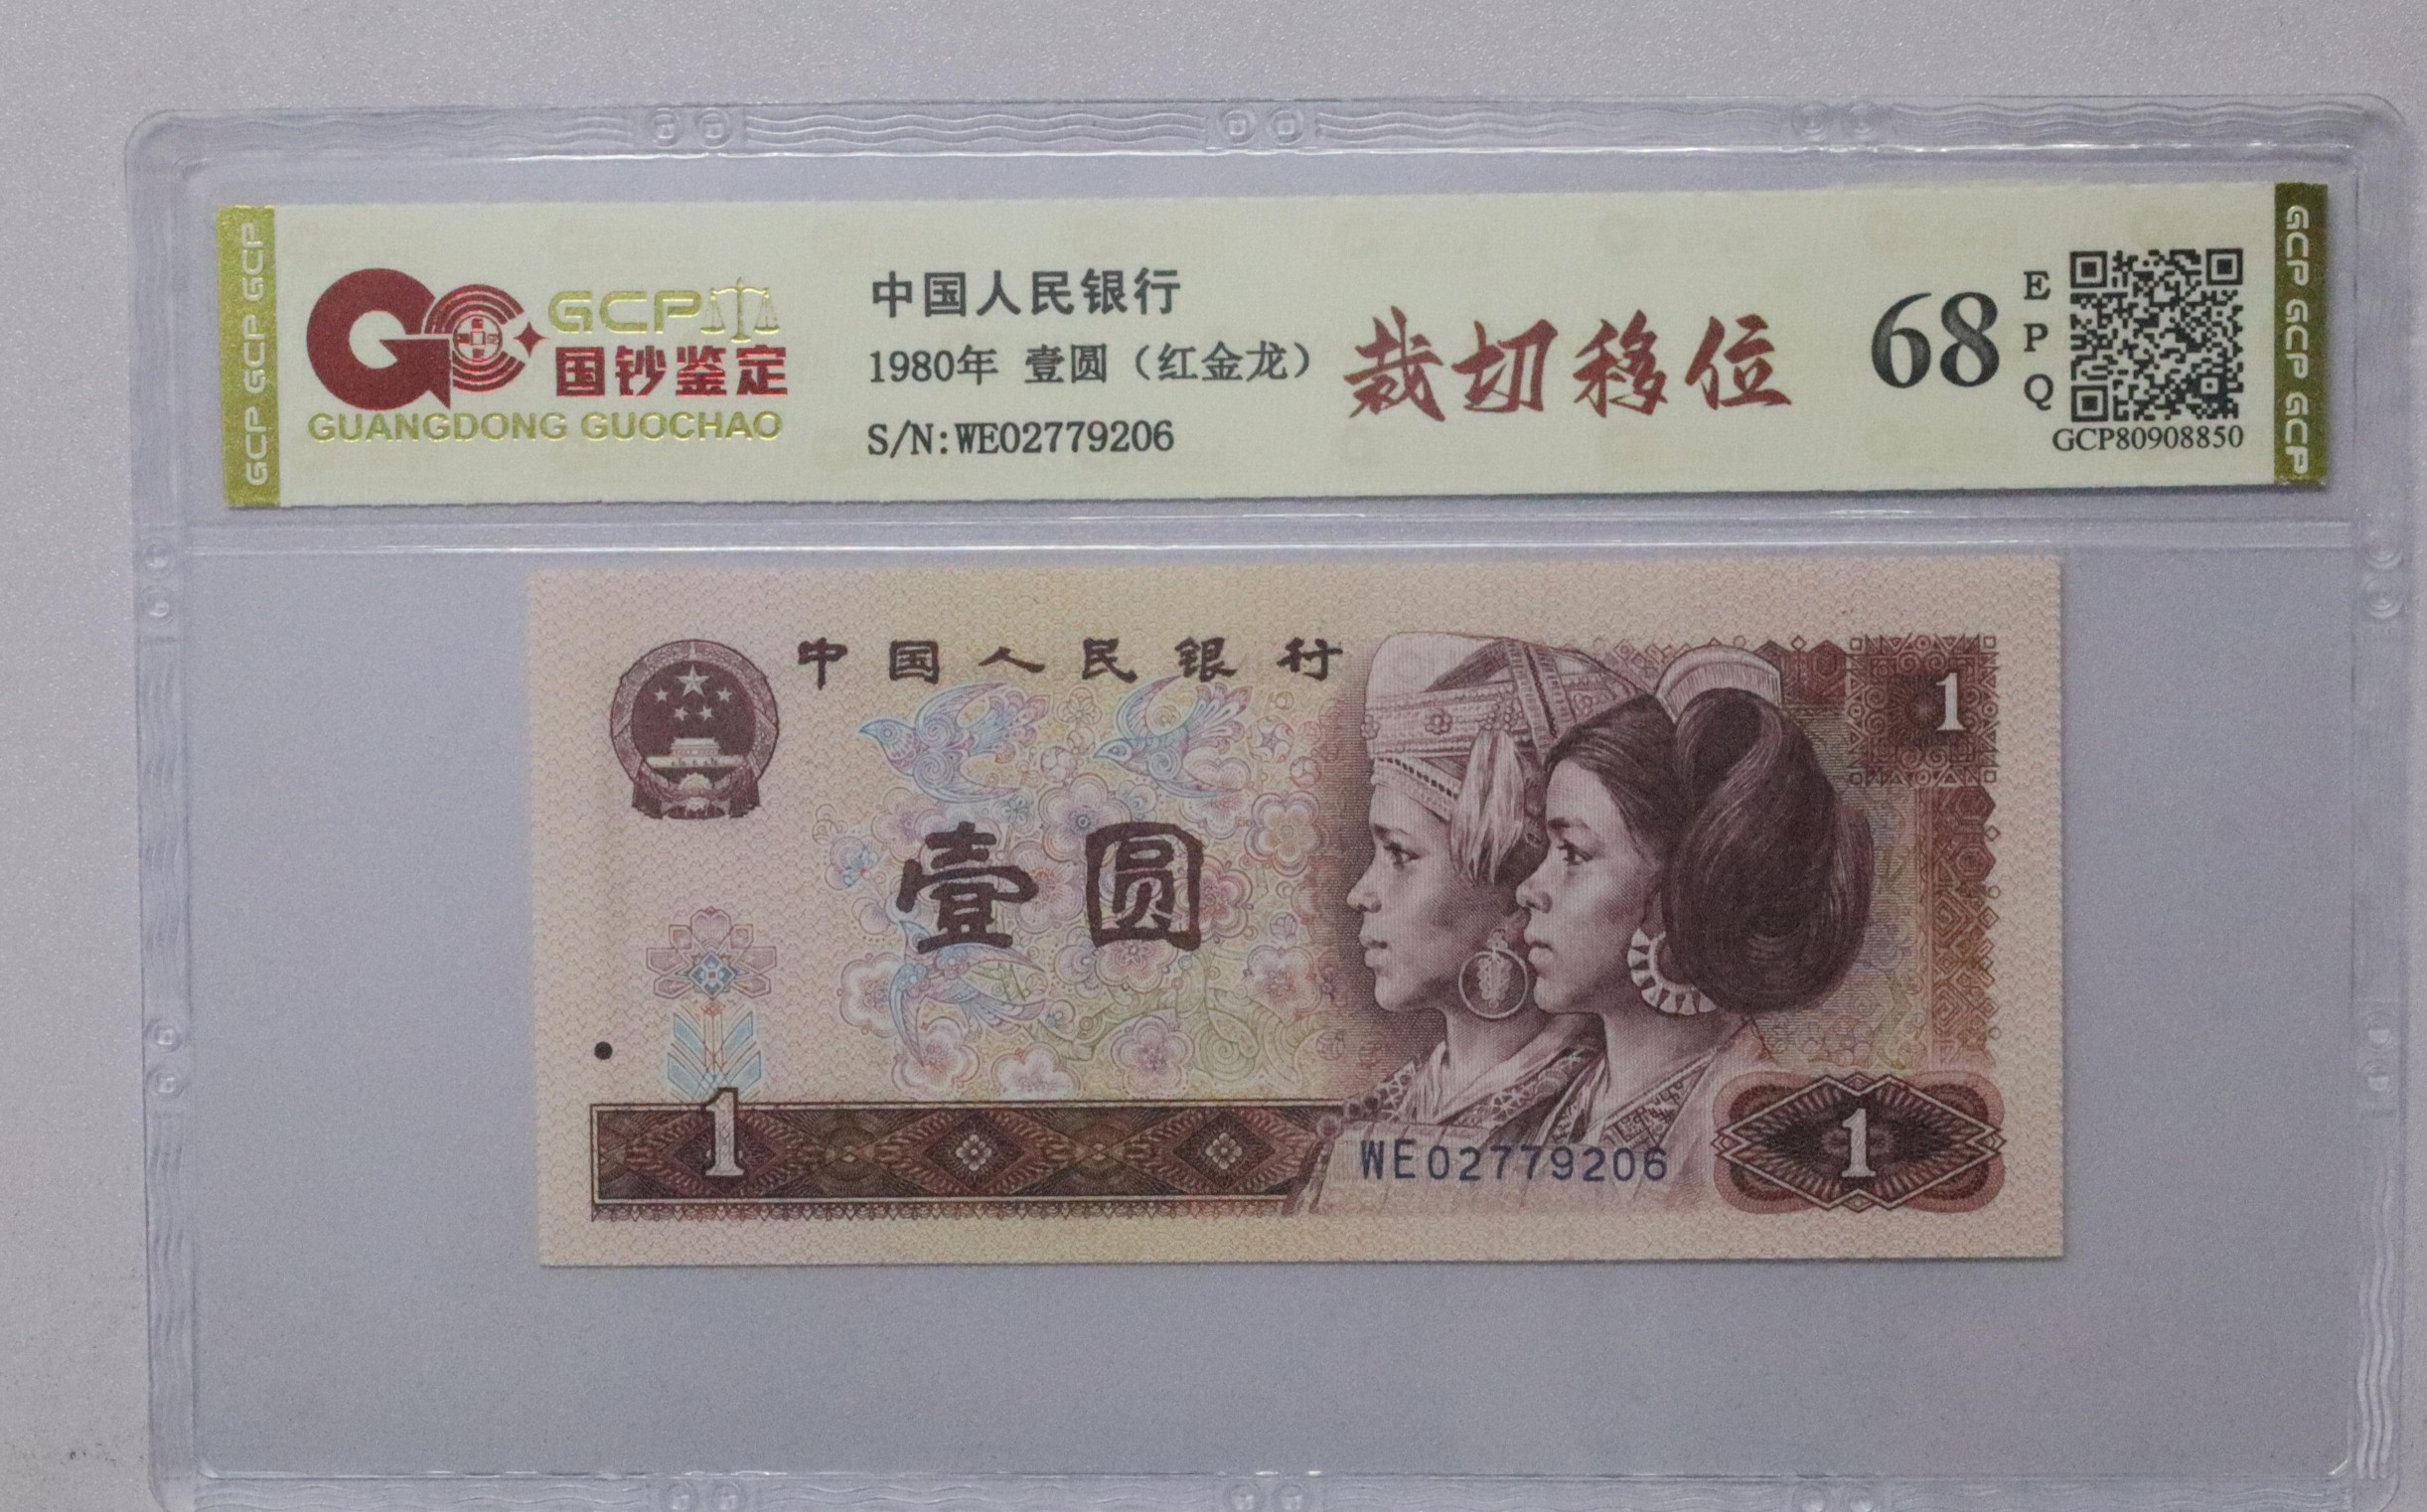 GCP GCP GCP
GCP
国钞鉴定
GUANGDONG GUOCHAO
中国人民银行
1980年 壹圆（红金龙）
S/N:WE02779206
裁切移位
68
E
P
Q
GCP80908850
GCP GCP GCP
中国人民银行
1
壹圆
1
WE02779206
1